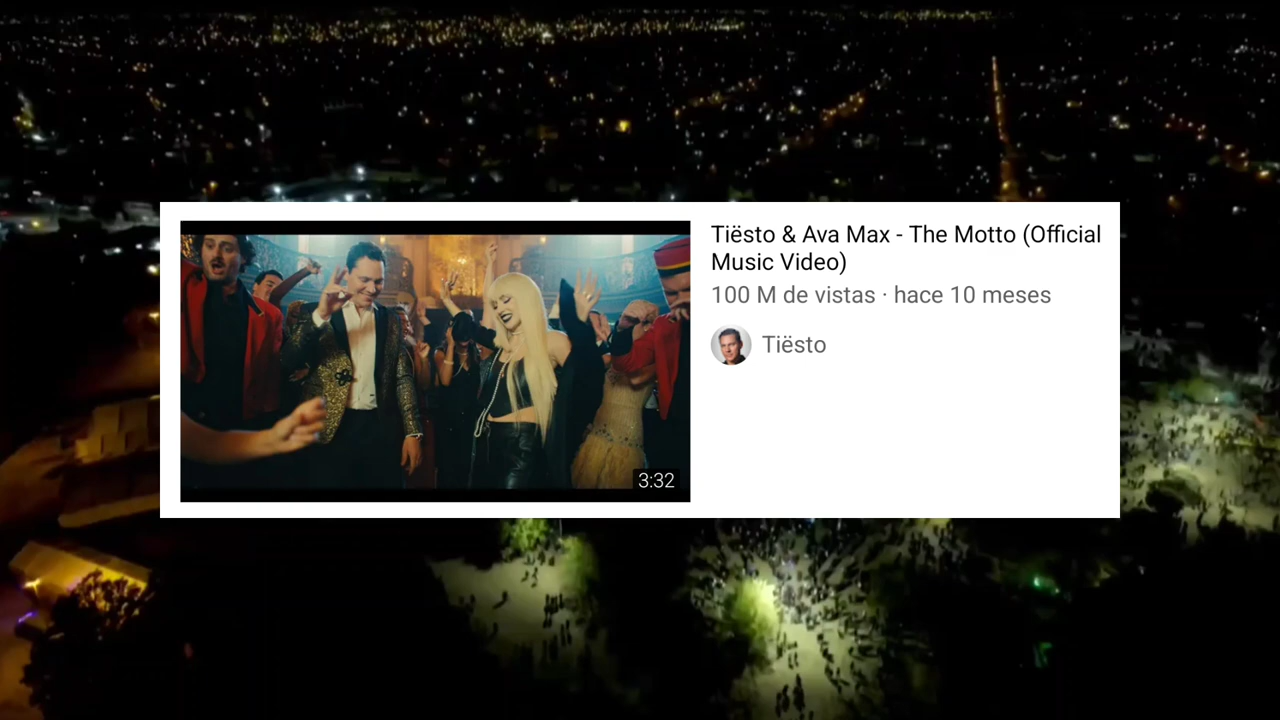 Tiësto & Ava Max - The Motto (Official
Music Video)
100 M de vistas · hace 10 meses
Tiësto
3:32